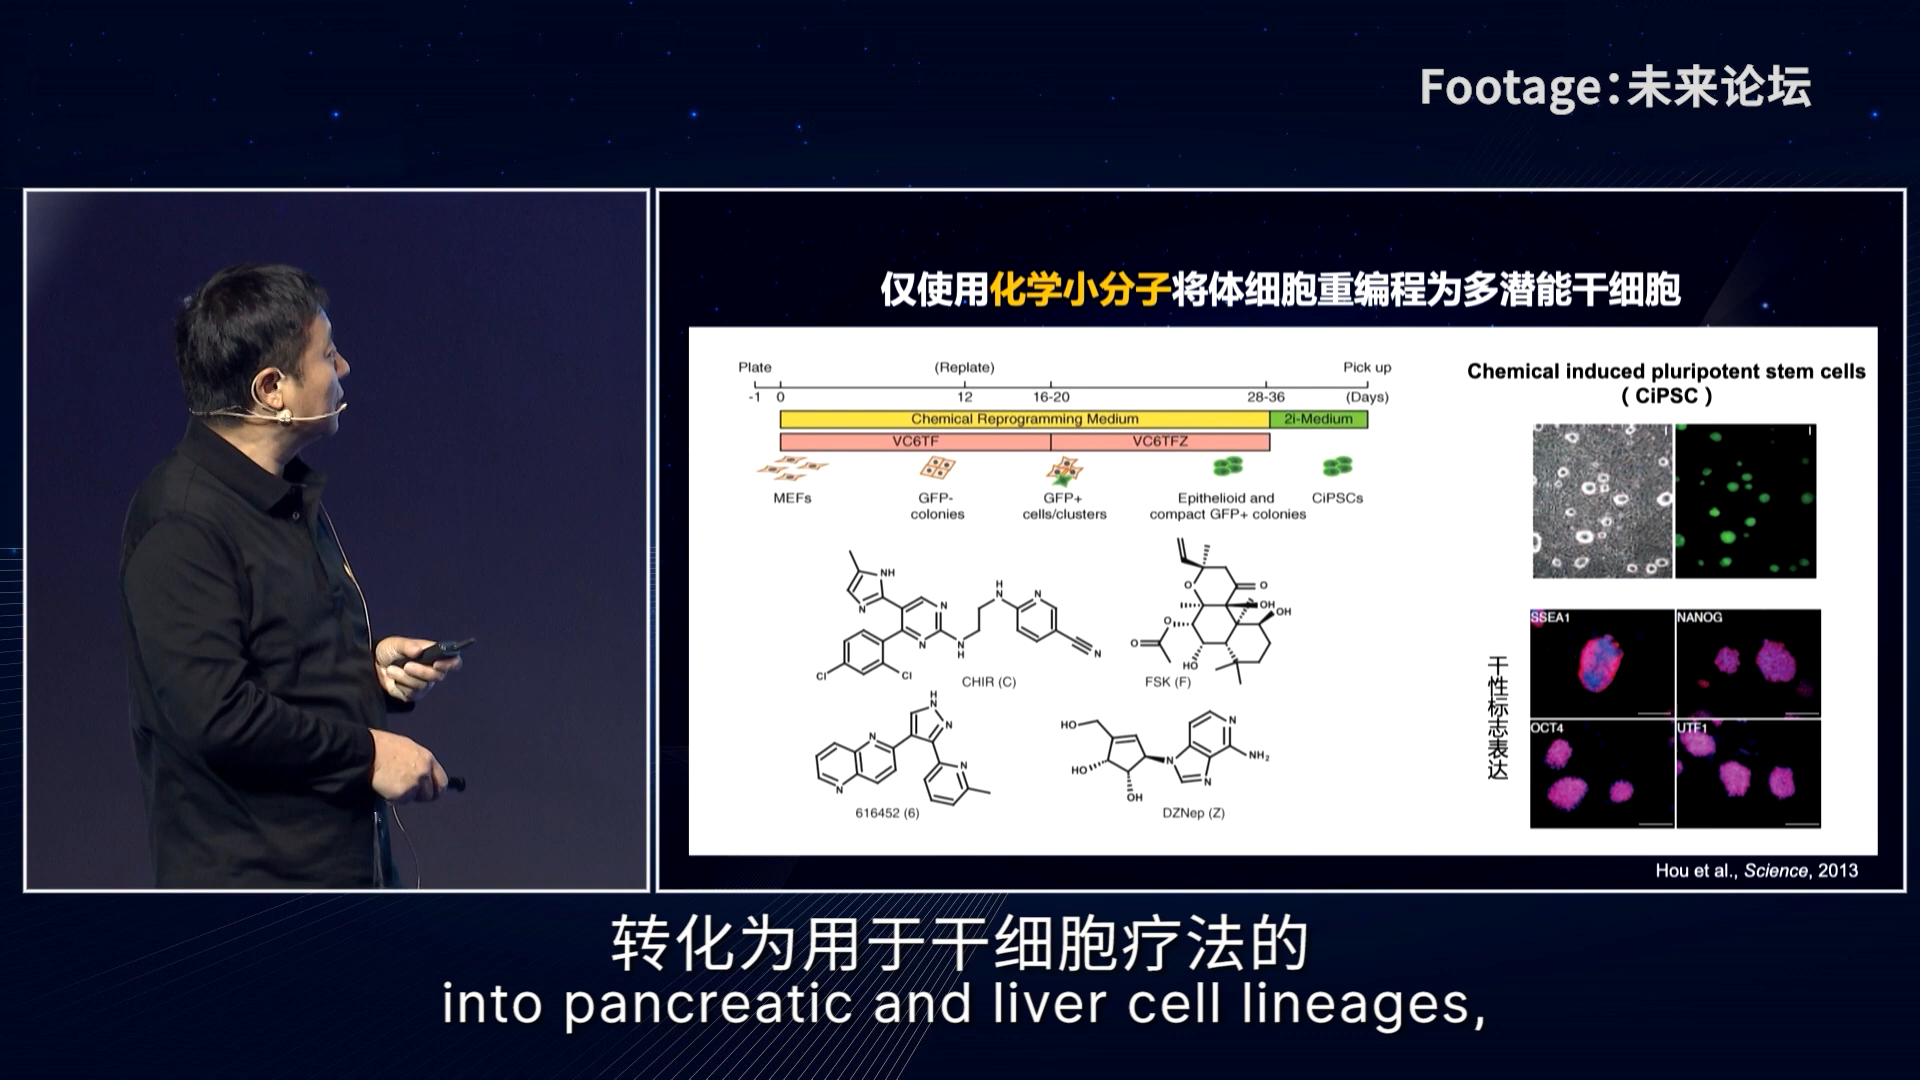 Footage:未来论坛
仅使用化学小分子将体细胞重编程为多潜能干细胞
Plate (Replate) Pick up
-1 0 12 16-20 28-36 (Days)
Chemical Reprogramming Medium 2i-Medium
VC6TF VC6TFZ
MEFs
GFP-
colonies
GFP+
cells/clusters
Epithelioid and
compact GFP+ colonies
CiPSCs
NH
N
N
N
H
N
N
H
N
N
Cl
Cl
CHIR (C)
O
O
OH
OH
O
O
HO
FSK (F)
H
N
N
N
N
N
616452 (6)
HO
N
NH₂
N
N
HO
OH
DZNep (Z)
Chemical induced pluripotent stem cells
( CiPSC )
干性标志表达
SSEA1
NANOG
OCT4
UTF1
Hou et al., Science, 2013
转化为用于干细胞疗法的
into pancreatic and liver cell lineages,